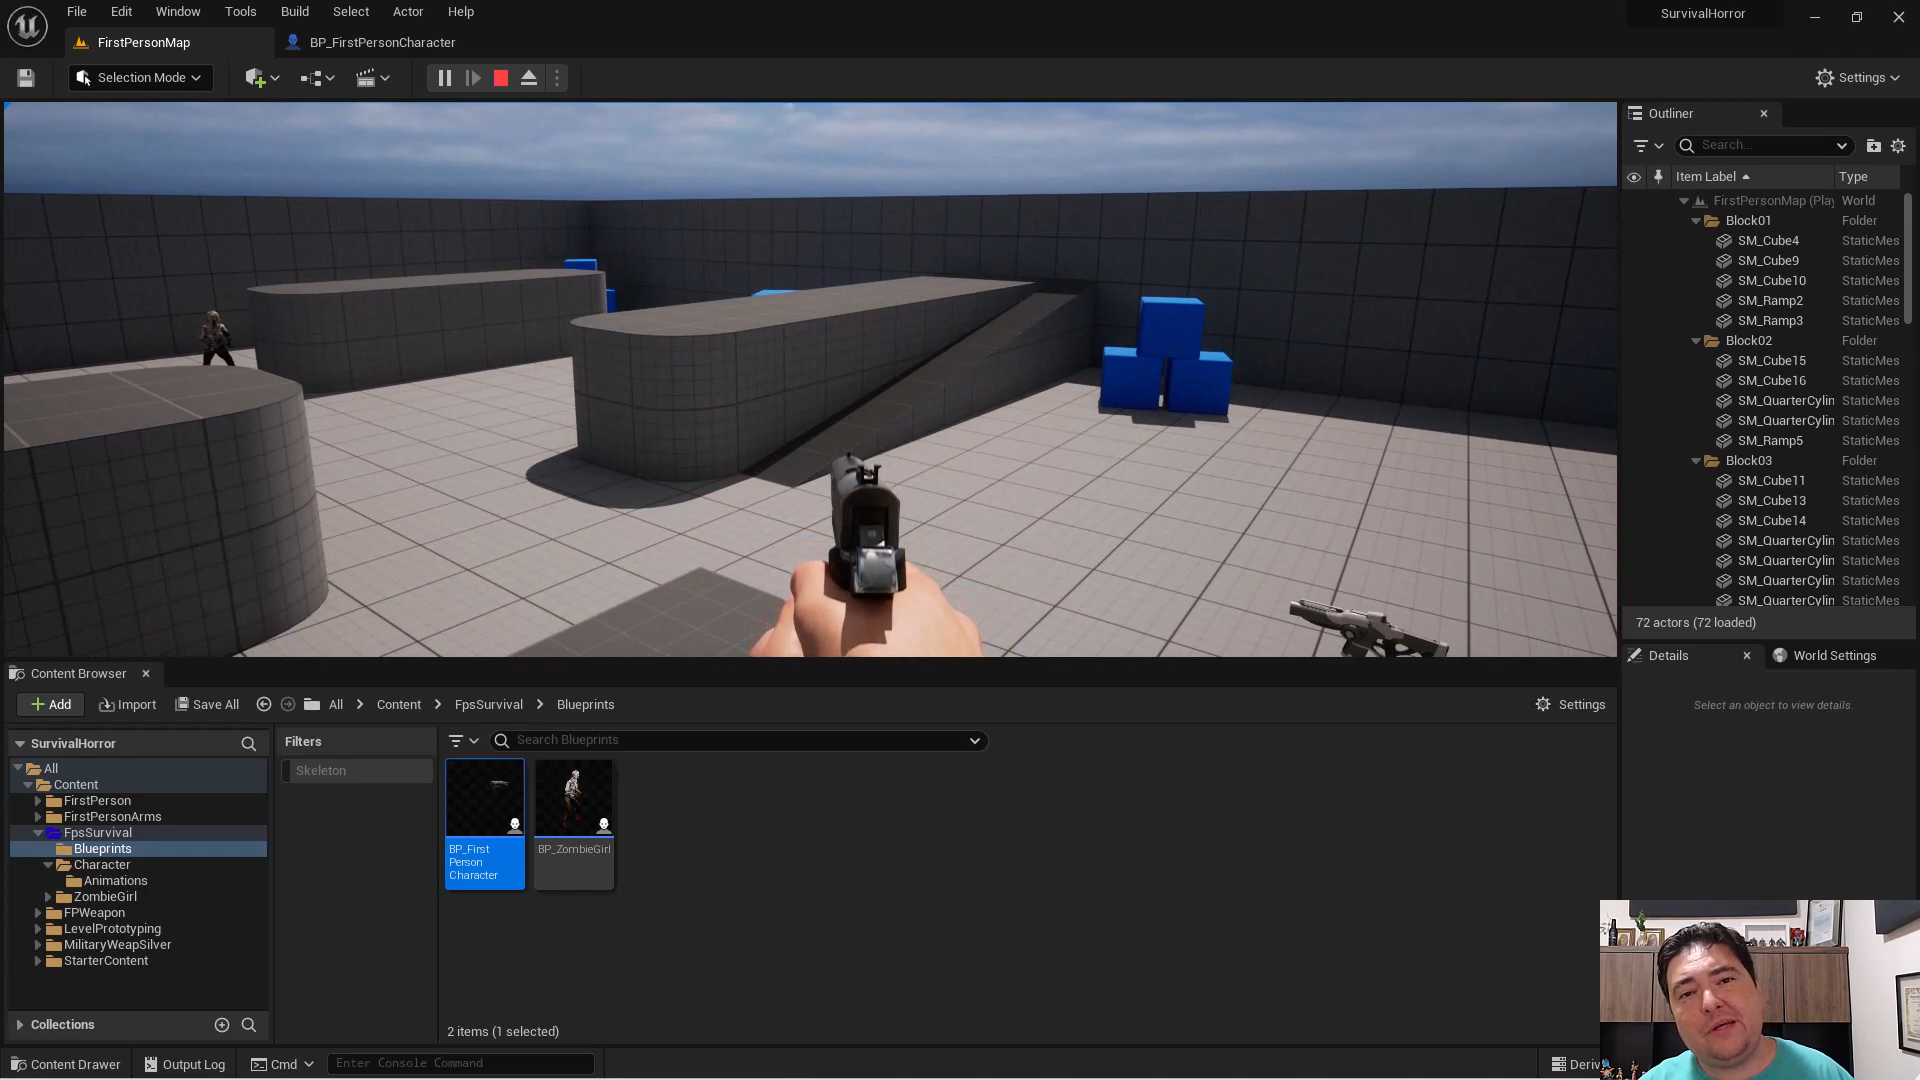 File Edit Window Tools Build Select Actor Help
SurvivalHorror
FirstPersonMap
BP_FirstPersonCharacter
Selection Mode
Settings
Outliner
Search...
Item Label Type
FirstPersonMap (Play World
Block01 Folder
SM_Cube4 StaticMes
SM_Cube9 StaticMes
SM_Cube10 StaticMes
SM_Ramp2 StaticMes
SM_Ramp3 StaticMes
Block02 Folder
SM_Cube15 StaticMes
SM_Cube16 StaticMes
SM_QuarterCylin StaticMes
SM_QuarterCylin StaticMes
SM_Ramp5 StaticMes
Block03 Folder
SM_Cube11 StaticMes
SM_Cube13 StaticMes
SM_Cube14 StaticMes
SM_QuarterCylin StaticMes
SM_QuarterCylin StaticMes
SM_QuarterCylin StaticMes
SM_QuarterCylin StaticMes
72 actors (72 loaded)
Details
World Settings
Select an object to view details.
Content Browser
Add
Import
Save All
All
Content
FpsSurvival
Blueprints
Settings
SurvivalHorror
All
Content
FirstPerson
FirstPersonArms
FpsSurvival
Blueprints
Character
Animations
ZombieGirl
FPWeapon
LevelPrototyping
MilitaryWeapSilver
StarterContent
Collections
Filters
Skeleton
Search Blueprints
BP_First
Person
Character
BP_ZombieGirl
2 items (1 selected)
Content Drawer
Output Log
Cmd
Enter Console Command
Deriv